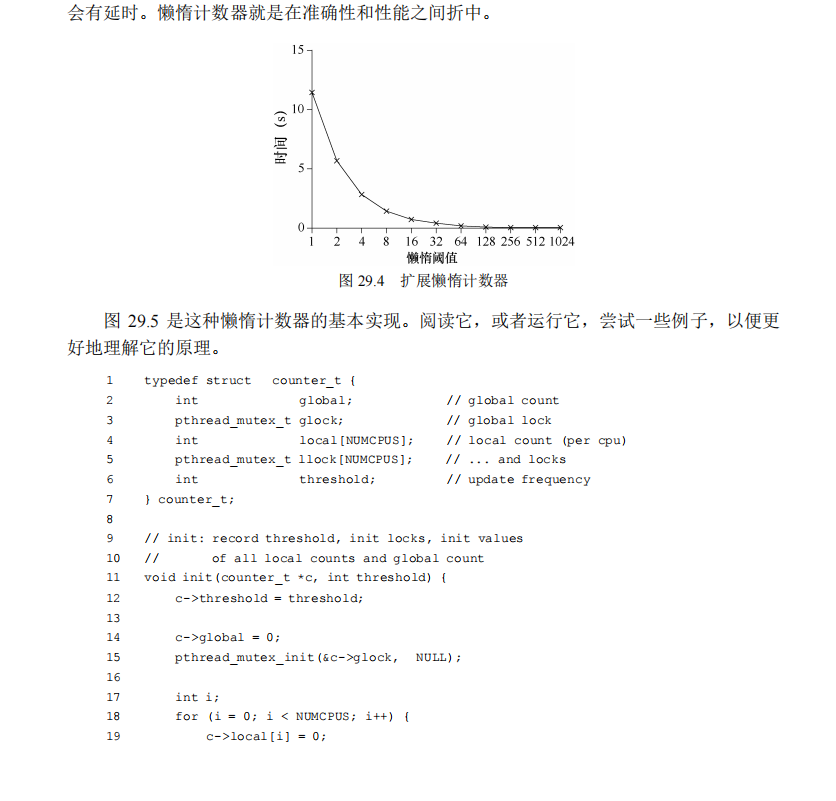 会有延时。懒惰计数器就是在准确性和性能之间折中。
15
10
5
0
时间 (s)
1 2 4 8 16 32 64 128 256 512 1024
懒惰阈值
图 29.4 扩展懒惰计数器
图 29.5 是这种懒惰计数器的基本实现。阅读它，或者运行它，尝试一些例子，以便更
好地理解它的原理。
1 typedef struct counter_t {
2 int global; // global count
3 pthread_mutex_t glock; // global lock
4 int local[NUMCPUS]; // local count (per cpu)
5 pthread_mutex_t llock[NUMCPUS]; // ... and locks
6 int threshold; // update frequency
7 } counter_t;
8
9 // init: record threshold, init locks, init values
10 // of all local counts and global count
11 void init(counter_t *c, int threshold) {
12 c->threshold = threshold;
13
14 c->global = 0;
15 pthread_mutex_init(&c->glock, NULL);
16
17 int i;
18 for (i = 0; i < NUMCPUS; i++) {
19 c->local[i] = 0;